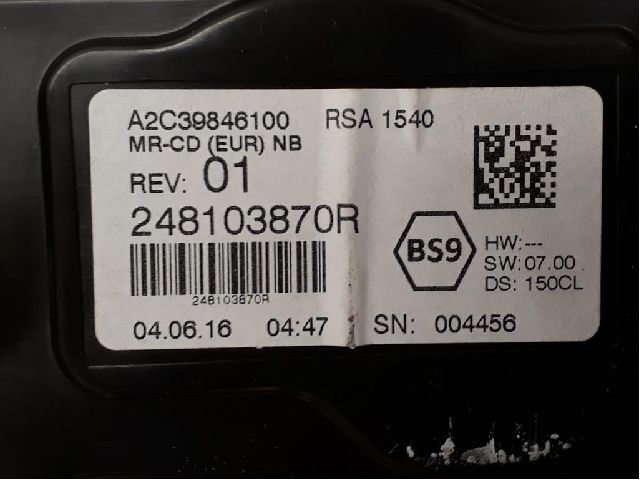 A2C39846100 RSA 1540
MR-CD (EUR) NB
REV: 01
248103870R
BS9
HW:---
SW: 07.00
DS: 150CL
248103870R
04.06.16 04:47 SN: 004456